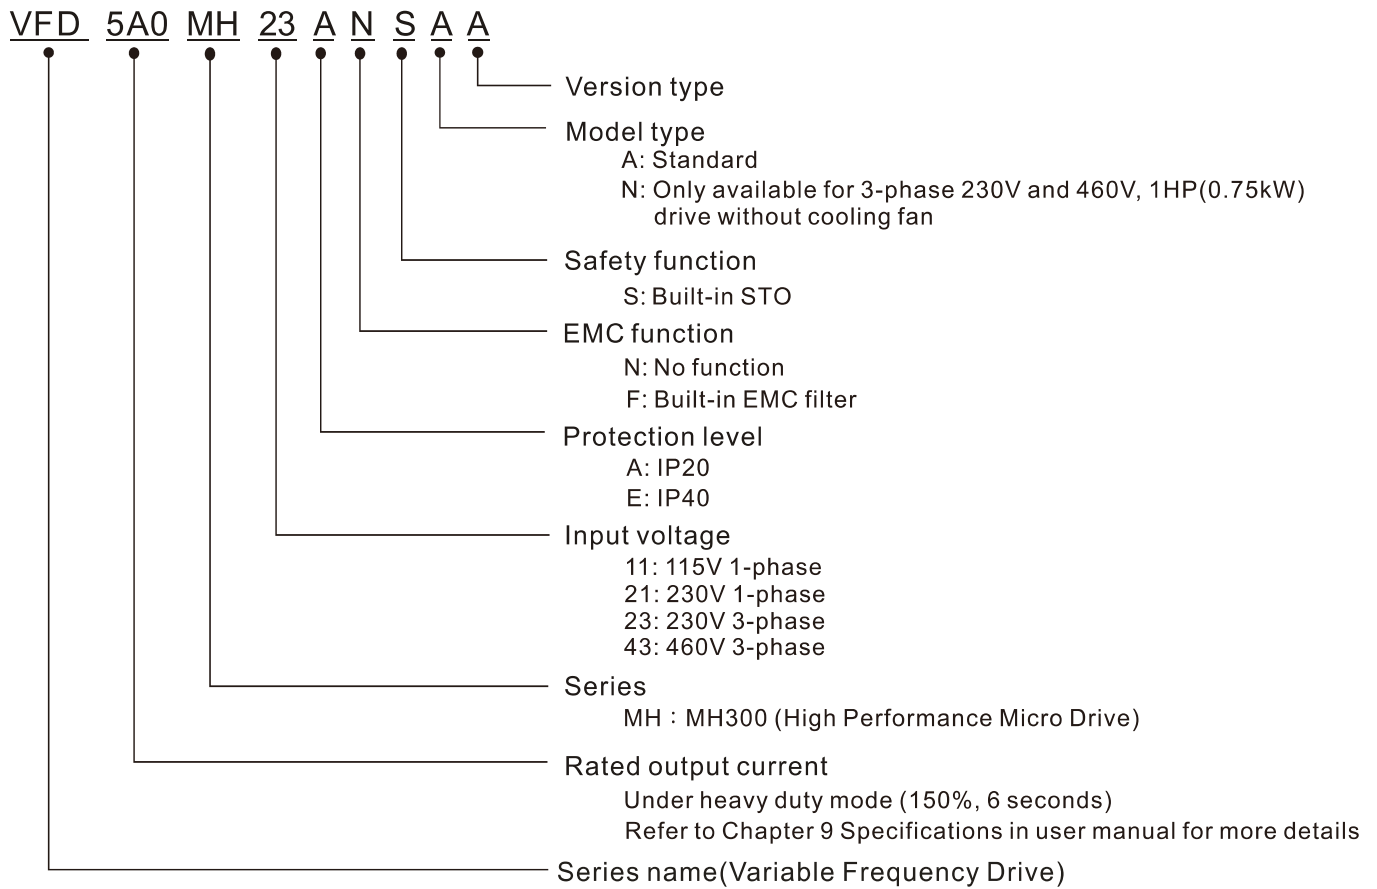 VFD 5A0 MH 23 A N S A A
Version type
Model type
A: Standard
N: Only available for 3-phase 230V and 460V, 1HP(0.75kW)
drive without cooling fan
Safety function
S: Built-in STO
EMC function
N: No function
F: Built-in EMC filter
Protection level
A: IP20
E: IP40
Input voltage
11: 115V 1-phase
21: 230V 1-phase
23: 230V 3-phase
43: 460V 3-phase
Series
MH : MH300 (High Performance Micro Drive)
Rated output current
Under heavy duty mode (150%, 6 seconds)
Refer to Chapter 9 Specifications in user manual for more details
Series name(Variable Frequency Drive)